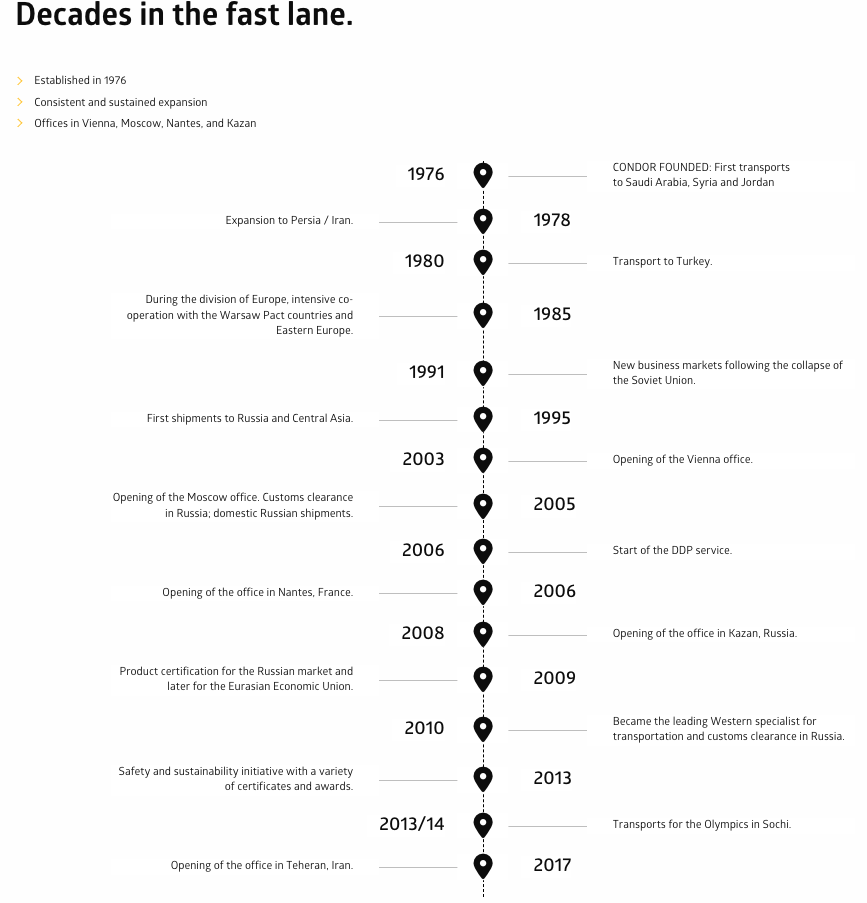 Decades in the fast lane.
Established in 1976
Consistent and sustained expansion
Offices in Vienna, Moscow, Nantes, and Kazan
1976
CONDOR FOUNDED: First transports
to Saudi Arabia, Syria and Jordan
Expansion to Persia / Iran.
1978
1980
Transport to Turkey.
During the division of Europe, intensive co-
operation with the Warsaw Pact countries and
Eastern Europe.
1985
1991
New business markets following the collapse of
the Soviet Union.
First shipments to Russia and Central Asia.
1995
2003
Opening of the Vienna office.
Opening of the Moscow office. Customs clearance
in Russia; domestic Russian shipments.
2005
2006
Start of the DDP service.
Opening of the office in Nantes, France.
2006
2008
Opening of the office in Kazan, Russia.
Product certification for the Russian market and
later for the Eurasian Economic Union.
2009
2010
Became the leading Western specialist for
transportation and customs clearance in Russia.
Safety and sustainability initiative with a variety
of certificates and awards.
2013
2013/14
Transports for the Olympics in Sochi.
Opening of the office in Teheran, Iran.
2017